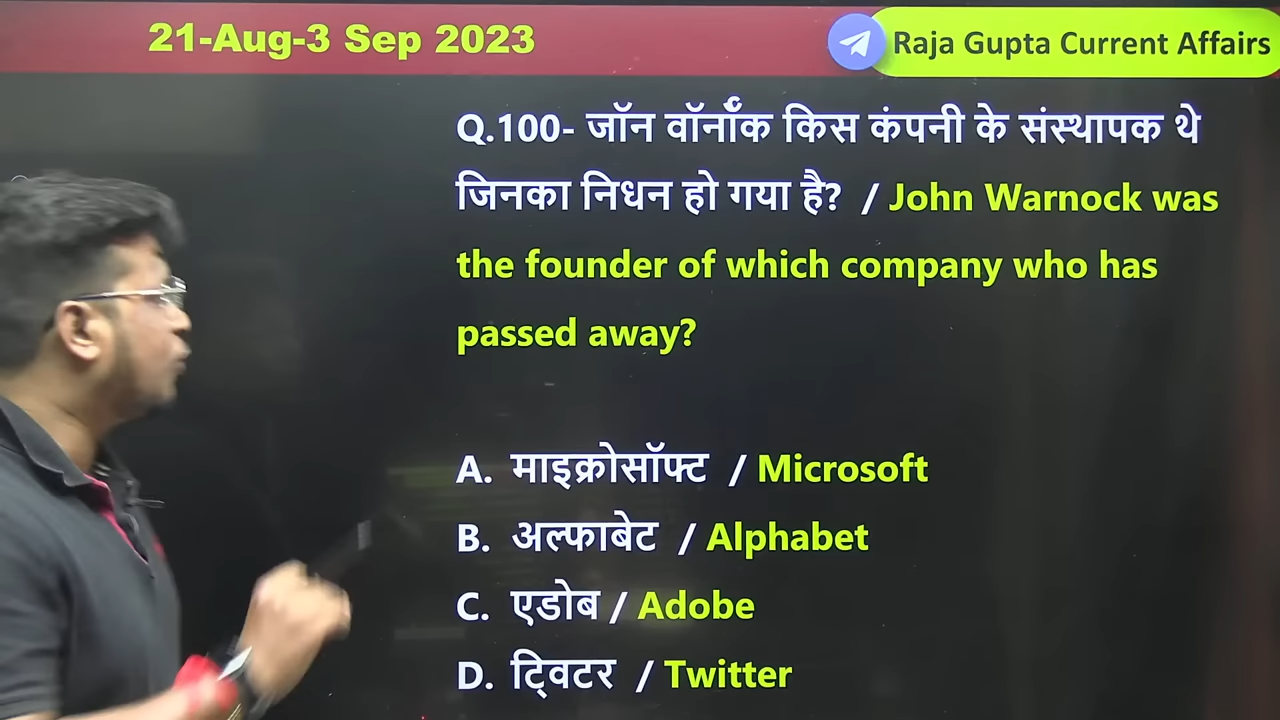 21-Aug-3 Sep 2023
Raja Gupta Current Affairs
Q.100- जॉन वॉर्नॉक किस कंपनी के संस्थापक थे
जिनका निधन हो गया है? / John Warnock was
the founder of which company who has
passed away?
A. माइक्रोसॉफ्ट / Microsoft
B. अल्फाबेट / Alphabet
C. एडोब / Adobe
D. ट्विटर / Twitter